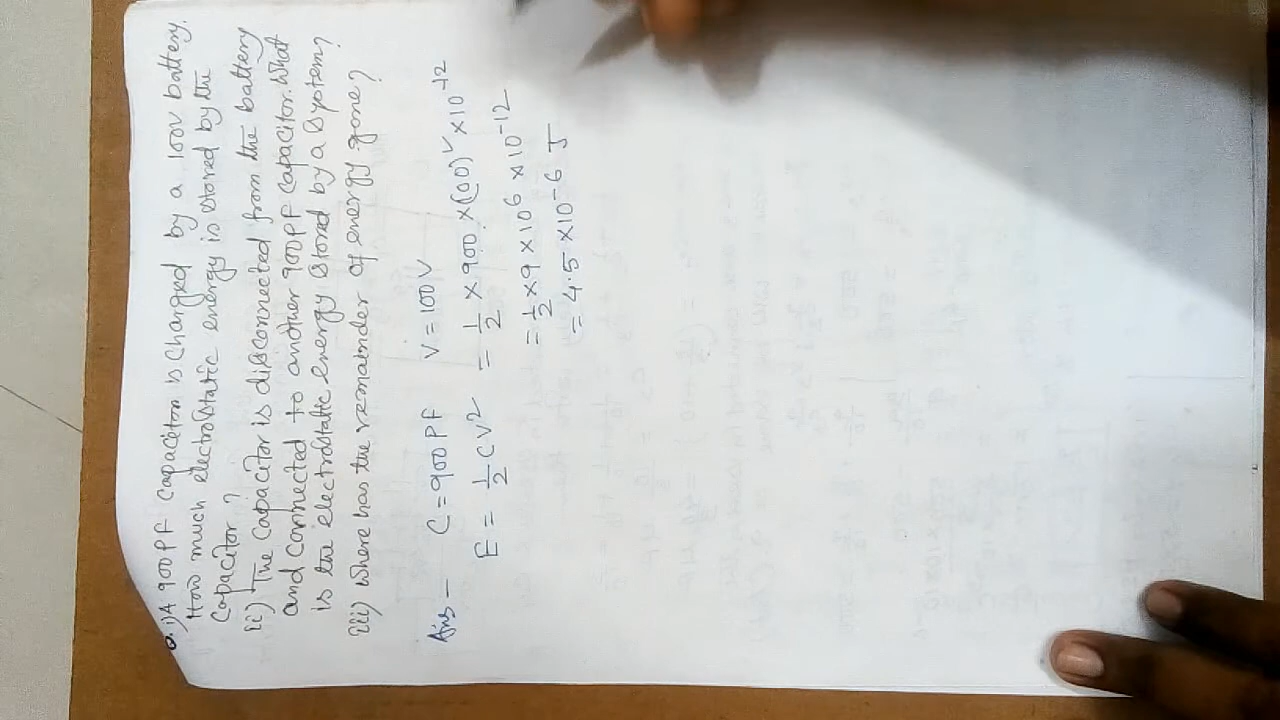 Q. i) A 900 PF Capacitor is Charged by a 100V battery.
How much electrostatic energy is stored by the
Capacitor?
ii) The Capacitor is disconnected from the battery
and Connected to another 900 PF Capacitor. What
is the electrostatic energy stored by a system?
iii) Where has the remainder of energy gone?
Ans - C = 900 PF V = 100 V
E = 1/2 CV2 = 1/2 × 900 × (100)² × 10-12
= 1/2 × 9 × 10⁶ × 10-12
= 4.5 × 10-6 J